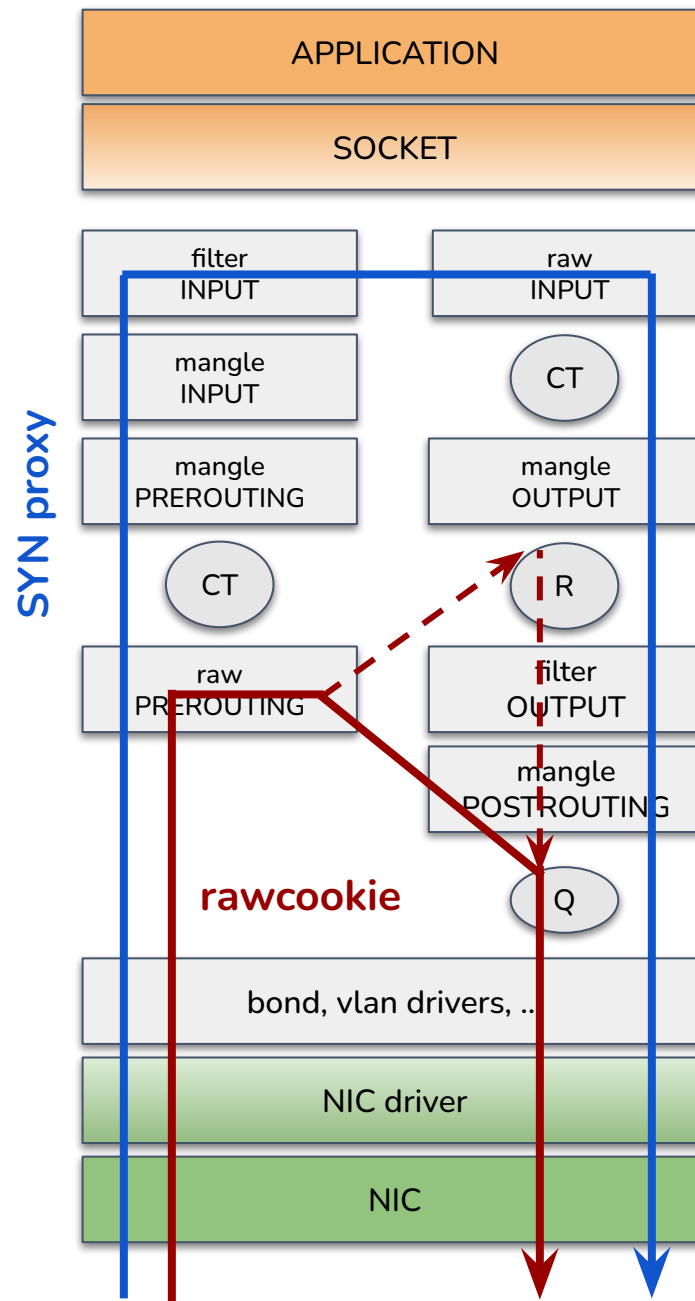 APPLICATION
SOCKET
filter
INPUT
raw
INPUT
mangle
INPUT
CT
mangle
PREROUTING
mangle
OUTPUT
SYN proxy
CT
R
raw
PREROUTING
filter
OUTPUT
mangle
POSTROUTING
rawcookie
Q
bond, vlan drivers, ..
NIC driver
NIC